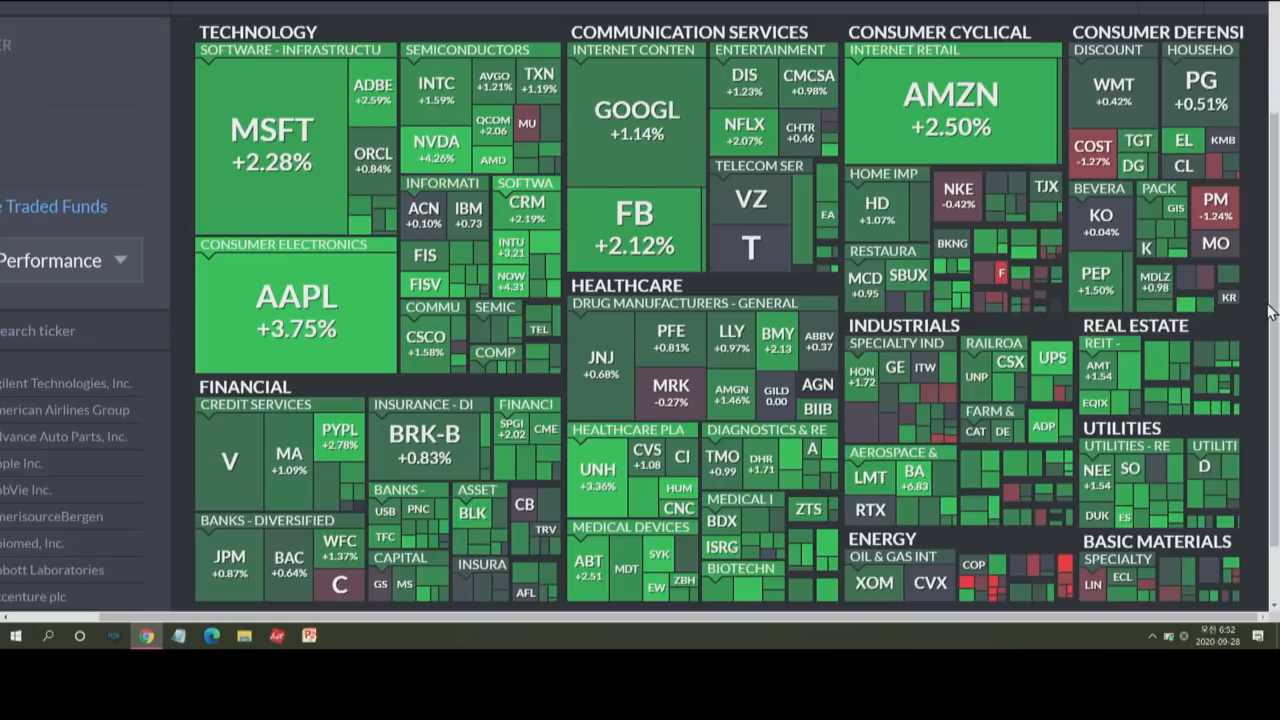 ER
e Traded Funds
Performance
earch ticker
gilent Technologies, Inc.
merican Airlines Group
dvance Auto Parts, Inc.
ple Inc.
bbVie Inc.
merisourceBergen
biomed, Inc.
bbott Laboratories
ccenture plc
TECHNOLOGY
SOFTWARE - INFRASTRUCTU
MSFT
+2.28%
ADBE
+2.59%
ORCL
+0.84%
SEMICONDUCTORS
INTC
+1.59%
AVGO
+1.21%
TXN
+1.19%
NVDA
+4.26%
QCOM
+2.06
MU
AMD
INFORMATI
ACN
+0.10%
IBM
+0.73
FIS
FISV
SOFTWA
CRM
+2.19%
INTU
+3.21
NOW
+4.31
CONSUMER ELECTRONICS
AAPL
+3.75%
COMMU
CSCO
+1.58%
SEMIC
TEL
COMP
FINANCIAL
CREDIT SERVICES
V
MA
+1.09%
PYPL
+2.78%
INSURANCE - DI
BRK-B
+0.83%
FINANCI
SPGI
+2.02
CME
BANKS -
USB
PNC
TFC
ASSET
BLK
CB
TRV
BANKS - DIVERSIFIED
JPM
+0.87%
BAC
+0.64%
WFC
+1.37%
C
CAPITAL
GS
MS
INSURA
AFL
COMMUNICATION SERVICES
INTERNET CONTEN
GOOGL
+1.14%
FB
+2.12%
ENTERTAINMENT
DIS
+1.23%
CMCSA
+0.98%
NFLX
+2.07%
CHTR
+0.46
TELECOM SER
VZ
T
EA
HEALTHCARE
DRUG MANUFACTURERS - GENERAL
JNJ
+0.68%
PFE
+0.81%
LLY
+0.97%
BMY
+2.13
ABBV
+0.37
MRK
-0.27%
AMGN
+1.46%
GILD
0.00
AGN
BIIB
HEALTHCARE PLA
UNH
+3.36%
CVS
+1.08
CI
HUM
CNC
DIAGNOSTICS & RE
TMO
+0.99
DHR
+1.71
A
MEDICAL I
BDX
ISRG
ZTS
MEDICAL DEVICES
ABT
+2.51
MDT
SYK
EW
ZBH
BIOTECHN
CONSUMER CYCLICAL
INTERNET RETAIL
AMZN
+2.50%
HOME IMP
HD
+1.07%
NKE
-0.42%
TJX
RESTAURA
MCD
+0.95
SBUX
BKNG
F
CONSUMER DEFENSI
DISCOUNT
WMT
+0.42%
COST
-1.27%
TGT
DG
HOUSEHO
PG
+0.51%
EL
KMB
CL
BEVERA
KO
+0.04%
PEP
+1.50%
PACK
GIS
K
MDLZ
+0.98
PM
-1.24%
MO
KR
INDUSTRIALS
SPECIALTY IND
HON
+1.72
GE
ITW
RAILROA
UNP
CSX
UPS
FARM &
CAT
DE
ADP
AEROSPACE &
LMT
BA
+6.83
RTX
REAL ESTATE
REIT -
AMT
+1.54
EQIX
UTILITIES
UTILITIES - RE
NEE
+1.54
SO
DUK
ES
UTILITI
D
ENERGY
OIL & GAS INT
XOM
CVX
COP
BASIC MATERIALS
SPECIALTY
LIN
ECL
오전 6:52
2020-09-28